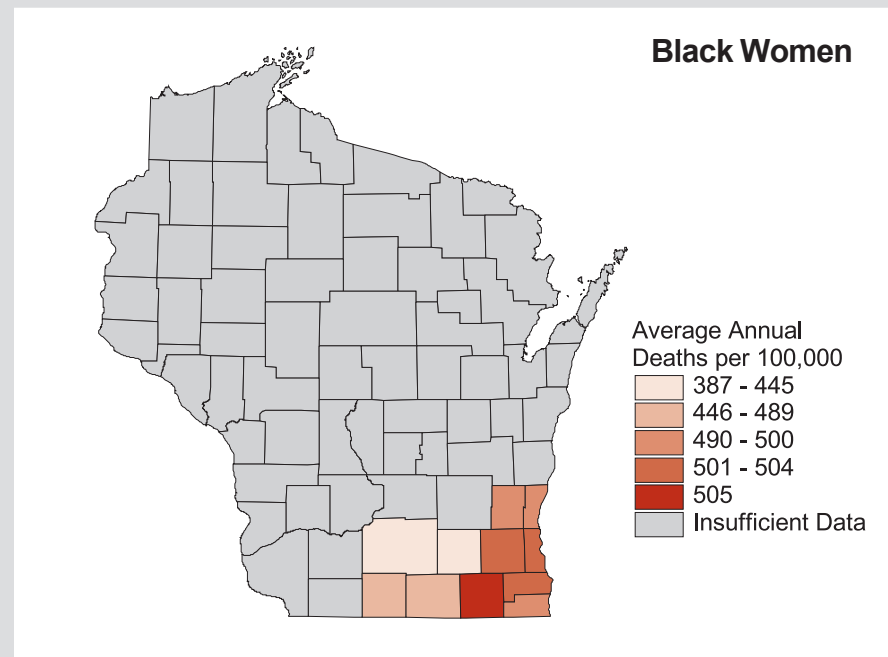 Black Women
Average Annual
Deaths per 100,000
387 - 445
446 - 489
490 - 500
501 - 504
505
Insufficient Data